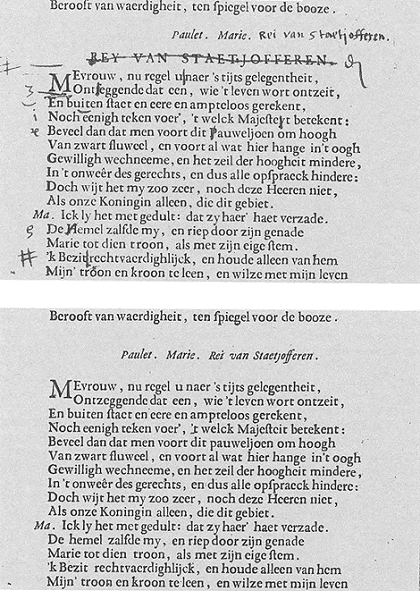 Berooft van waerdigheit, ten spiegel voor de booze.
Paulet. Marie. Rei van Staetjofferen.
REY VAN STAETJOFFEREN.
MEvrouw, nu regel u naer 's tijts gelegentheit,
Ontseggende dat een, wie 't leven wort ontzeit,
En buiten staet en eere en ampteloos gerekent,
Noch eenigh teken voer', 't welck Majesteyt betekent:
Beveel dan dat men voort dit Pauweljoen om hoogh
Van zwart fluweel, en voort al wat hier hange in't oogh
Gewilligh wechneeme, en het zeil der hoogheit mindere,
In 't onweêr des gerechts, en dus alle opspraeck hindere:
Doch wijt het my zoo zeer, noch deze Heeren niet,
Als onze Koningin alleen, die dit gebiet.
Ma. Ick ly het met gedult: dat zy haer' haet verzade.
De Hemel zalfde my, en riep door zijn genade
Marie tot dien troon, als met zijn eige stem.
'k Bezit rechtvaerdighlijck, en houde alleen van hem
Mijn' troon en kroon te leen, en wilze met mijn leven
Berooft van waerdigheit, ten spiegel voor de booze.
Paulet. Marie. Rei van Staetjofferen.
MEvrouw, nu regel u naer 's tijts gelegentheit,
Ontzeggende dat een, wie 't leven wort ontzeit,
En buiten staet en eere en ampteloos gerekent,
Noch eenigh teken voer', 't welck Majesteit betekent:
Beveel dan dat men voort dit pauweljoen om hoogh
Van zwart fluweel, en voort al wat hier hange in't oogh
Gewilligh wechneeme, en het zeil der hoogheit mindere,
In 't onweêr des gerechts, en dus alle opspraeck hindere:
Doch wijt het my zoo zeer, noch deze Heeren niet,
Als onze Koningin alleen, die dit gebiet.
Ma. Ick ly het met gedult: dat zy haer' haet verzade.
De hemel zalfde my, en riep door zijn genade
Marie tot dien troon, als met zijn eige stem.
'k Bezit rechtvaerdighlijck, en houde alleen van hem
Mijn' troon en kroon te leen, en wilze met mijn leven